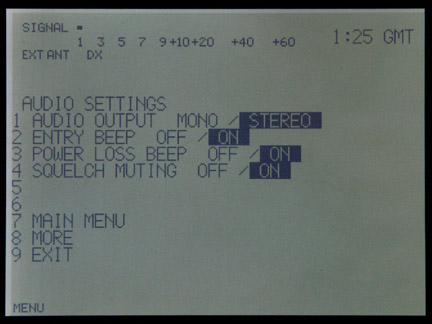 SIGNAL
1:25 GMT
1 3 5 7 9+10+20 +40 +60
EXT ANT DX
AUDIO SETTINGS
1 AUDIO OUTPUT MONO / STEREO
2 ENTRY BEEP OFF / ON
3 POWER LOSS BEEP OFF / ON
4 SQUELCH MUTING OFF / ON
5
6
7 MAIN MENU
8 MORE
9 EXIT
MENU